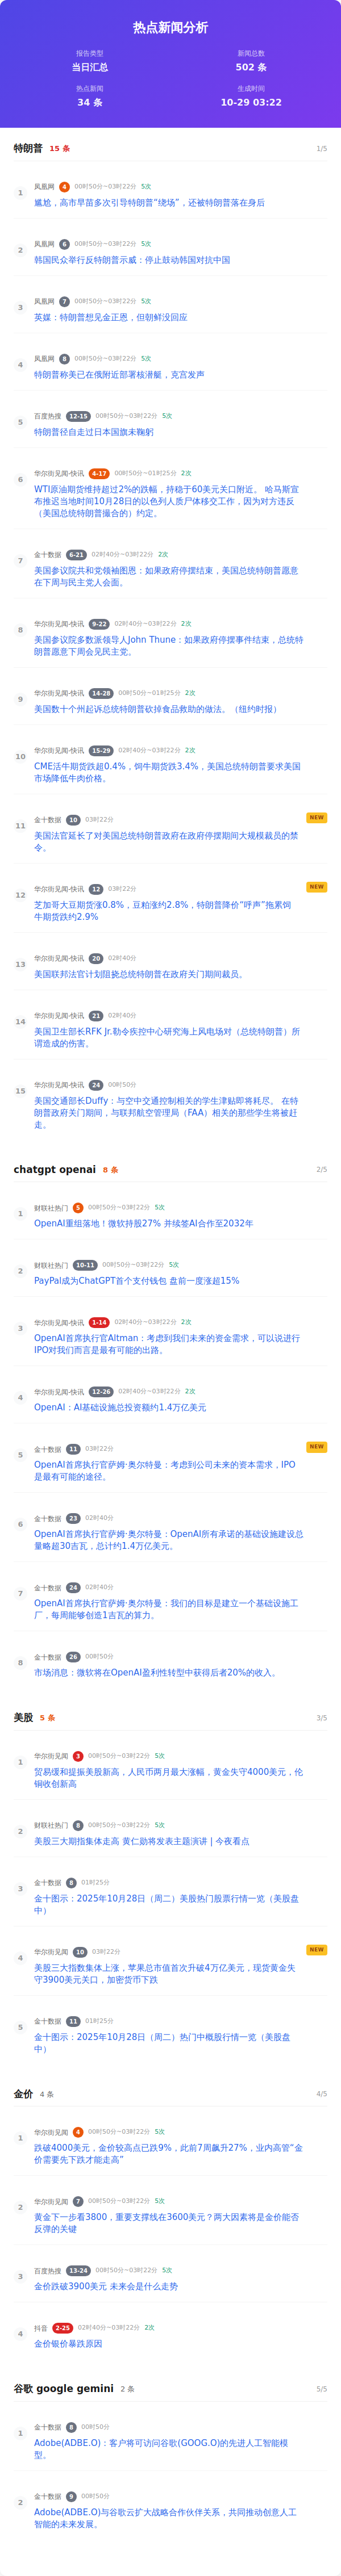 热点新闻分析
报告类型
当日汇总
新闻总数
502 条
热点新闻
34 条
生成时间
10-29 03:22
特朗普 15 条 1/5
1
凤凰网 4 00时50分~03时22分 5次
尴尬，高市早苗多次引导特朗普“绕场”，还被特朗普落在身后
2
凤凰网 6 00时50分~03时22分 5次
韩国民众举行反特朗普示威：停止鼓动韩国对抗中国
3
凤凰网 7 00时50分~03时22分 5次
英媒：特朗普想见金正恩，但朝鲜没回应
4
凤凰网 8 00时50分~03时22分 5次
特朗普称美已在俄附近部署核潜艇，克宫发声
5
百度热搜 12-15 00时50分~03时22分 5次
特朗普径自走过日本国旗未鞠躬
6
华尔街见闻-快讯 4-17 00时50分~01时25分 2次
WTI原油期货维持超过2%的跌幅，持稳于60美元关口附近。 哈马斯宣
布推迟当地时间10月28日的以色列人质尸体移交工作，因为对方违反
（美国总统特朗普撮合的）约定。
7
金十数据 6-21 02时40分~03时22分 2次
美国参议院共和党领袖图恩：如果政府停摆结束，美国总统特朗普愿意
在下周与民主党人会面。
8
华尔街见闻-快讯 9-22 02时40分~03时22分 2次
美国参议院多数派领导人John Thune：如果政府停摆事件结束，总统特
朗普愿意下周会见民主党。
9
华尔街见闻-快讯 14-28 00时50分~01时25分 2次
美国数十个州起诉总统特朗普砍掉食品救助的做法。（纽约时报）
10
华尔街见闻-快讯 15-29 02时40分~03时22分 2次
CME活牛期货跌超0.4%，饲牛期货跌3.4%，美国总统特朗普要求美国
市场降低牛肉价格。
11
金十数据 10 03时22分 NEW
美国法官延长了对美国总统特朗普政府在政府停摆期间大规模裁员的禁
令。
12
华尔街见闻-快讯 12 03时22分 NEW
芝加哥大豆期货涨0.8%，豆粕涨约2.8%，特朗普降价“呼声”拖累饲
牛期货跌约2.9%
13
华尔街见闻-快讯 20 02时40分
美国联邦法官计划阻挠总统特朗普在政府关门期间裁员。
14
华尔街见闻-快讯 21 02时40分
美国卫生部长RFK Jr.勒令疾控中心研究海上风电场对（总统特朗普）所
谓造成的伤害。
15
华尔街见闻-快讯 24 00时50分
美国交通部长Duffy：与空中交通控制相关的学生津贴即将耗尽。 在特
朗普政府关门期间，与联邦航空管理局（FAA）相关的那些学生将被赶
走。
chatgpt openai 8 条 2/5
1
财联社热门 5 00时50分~03时22分 5次
OpenAI重组落地！微软持股27% 并续签AI合作至2032年
2
财联社热门 10-11 00时50分~03时22分 5次
PayPal成为ChatGPT首个支付钱包 盘前一度涨超15%
3
华尔街见闻-快讯 1-14 02时40分~03时22分 2次
OpenAI首席执行官Altman：考虑到我们未来的资金需求，可以说进行
IPO对我们而言是最有可能的出路。
4
华尔街见闻-快讯 12-26 02时40分~03时22分 2次
OpenAI：AI基础设施总投资额约1.4万亿美元
5
金十数据 11 03时22分 NEW
OpenAI首席执行官萨姆·奥尔特曼：考虑到公司未来的资本需求，IPO
是最有可能的途径。
6
金十数据 23 02时40分
OpenAI首席执行官萨姆·奥尔特曼：OpenAI所有承诺的基础设施建设总
量略超30吉瓦，总计约1.4万亿美元。
7
金十数据 24 02时40分
OpenAI首席执行官萨姆·奥尔特曼：我们的目标是建立一个基础设施工
厂，每周能够创造1吉瓦的算力。
8
金十数据 26 00时50分
市场消息：微软将在OpenAI盈利性转型中获得后者20%的收入。
美股 5 条 3/5
1
华尔街见闻 3 00时50分~03时22分 5次
贸易缓和提振美股新高，人民币两月最大涨幅，黄金失守4000美元，伦
铜收创新高
2
财联社热门 8 00时50分~03时22分 5次
美股三大期指集体走高 黄仁勋将发表主题演讲 | 今夜看点
3
金十数据 8 01时25分
金十图示：2025年10月28日（周二）美股热门股票行情一览（美股盘
中）
4
华尔街见闻 10 03时22分 NEW
美股三大指数集体上涨，苹果总市值首次升破4万亿美元，现货黄金失
守3900美元关口，加密货币下跌
5
金十数据 11 01时25分
金十图示：2025年10月28日（周二）热门中概股行情一览（美股盘
中）
金价 4 条 4/5
1
华尔街见闻 4 00时50分~03时22分 5次
跌破4000美元，金价较高点已跌9%，此前7周飙升27%，业内高管“金
价需要先下跌才能走高”
2
华尔街见闻 7 00时50分~03时22分 5次
黄金下一步看3800，重要支撑线在3600美元？两大因素将是金价能否
反弹的关键
3
百度热搜 13-24 00时50分~03时22分 5次
金价跌破3900美元 未来会是什么走势
4
抖音 2-25 02时40分~03时22分 2次
金价银价暴跌原因
谷歌 google gemini 2 条 5/5
1
金十数据 8 00时50分
Adobe(ADBE.O)：客户将可访问谷歌(GOOG.O)的先进人工智能模
型。
2
金十数据 9 00时50分
Adobe(ADBE.O)与谷歌云扩大战略合作伙伴关系，共同推动创意人工
智能的未来发展。